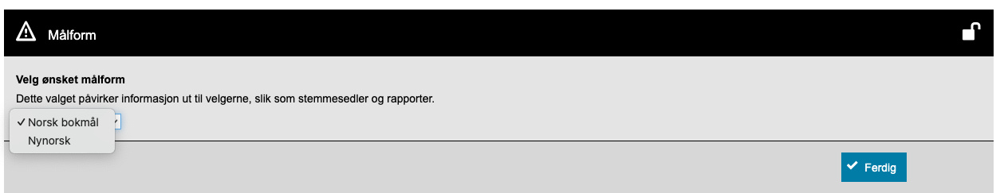 Målform
Velg ønsket målform
Dette valget påvirker informasjon ut til velgerne, slik som stemmesedler og rapporter.
Norsk bokmål
Nynorsk
Ferdig